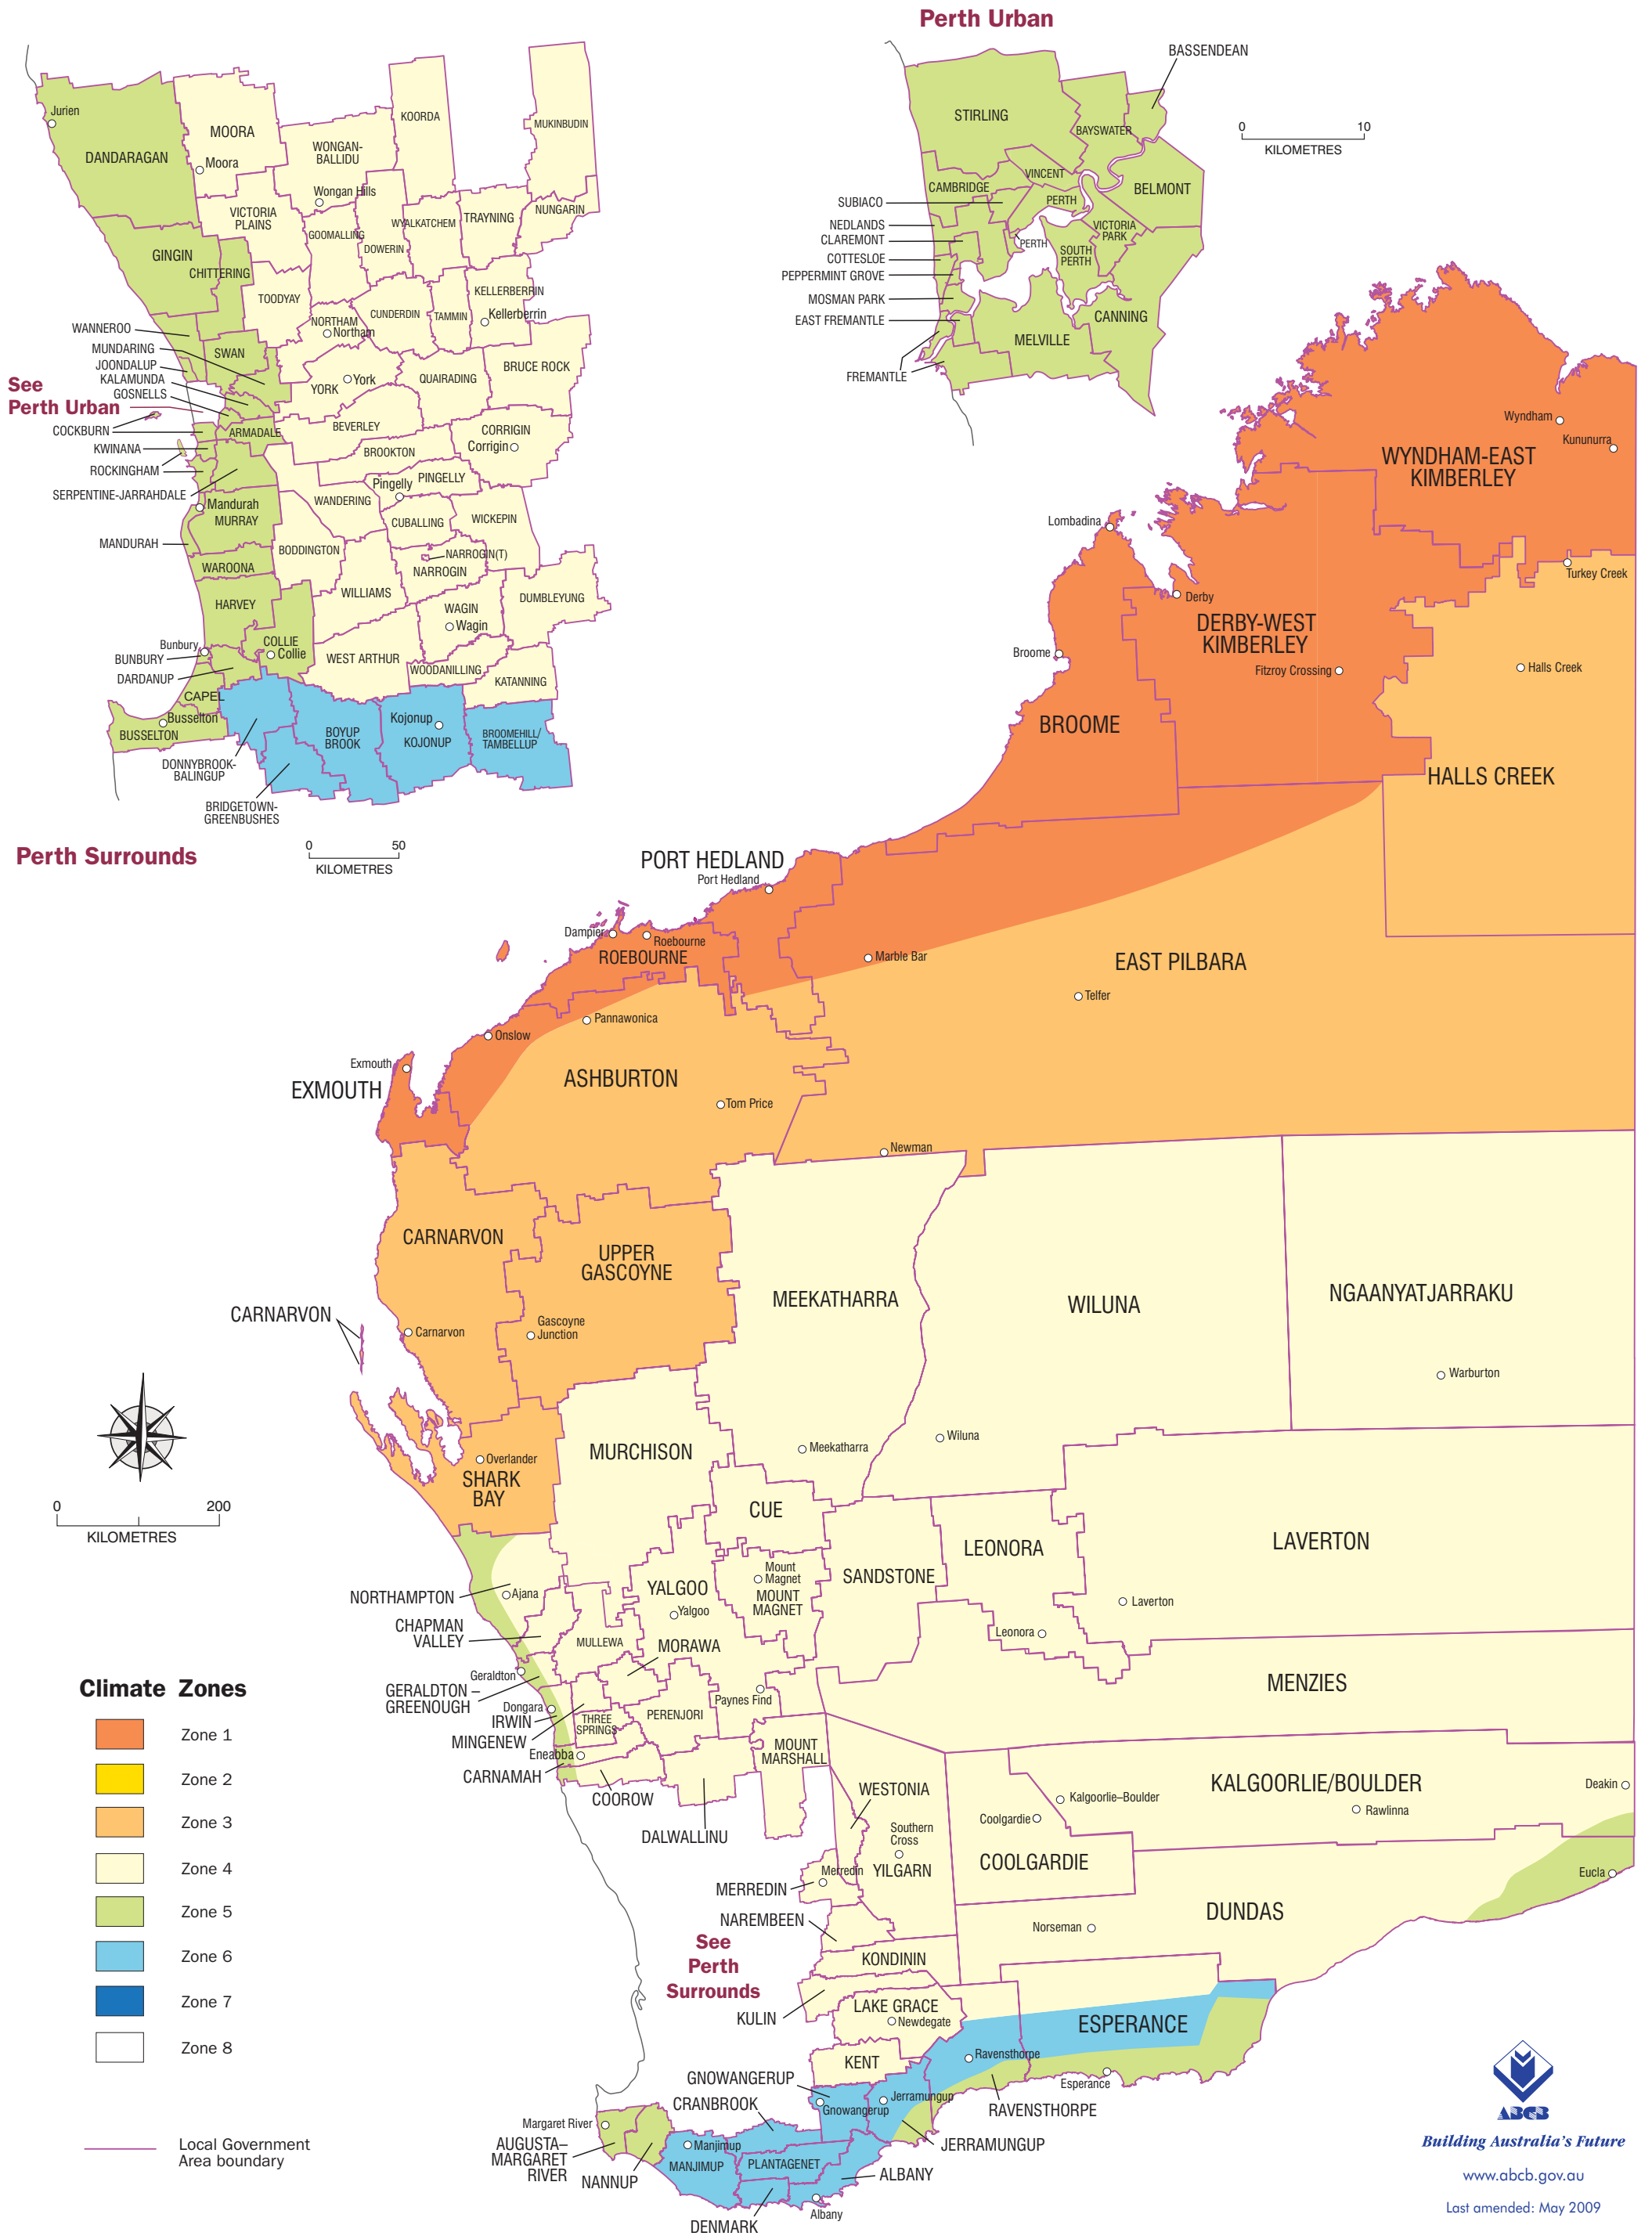 Perth Urban
BASSENDEAN
STIRLING
BAYSWATER
0 10
KILOMETRES
VINCENT
CAMBRIDGE
BELMONT
SUBIACO
PERTH
NEDLANDS
VICTORIA
PARK
CLAREMONT
PERTH
SOUTH
PERTH
COTTESLOE
PEPPERMINT GROVE
MOSMAN PARK
EAST FREMANTLE
CANNING
MELVILLE
FREMANTLE
Jurien
DANDARAGAN
MOORA
Moora
KOORDA
MUKINBUDIN
WONGAN-
BALLIDU
Wongan Hills
VICTORIA
PLAINS
GOOMALLING
DOWERIN
WYALKATCHEM
TRAYNING
NUNGARIN
GINGIN
CHITTERING
TOODYAY
KELLERBERRIN
Kellerberrin
CUNDERDIN
TAMMIN
NORTHAM
Northam
WANNEROO
MUNDARING
SWAN
JOONDALUP
KALAMUNDA
GOSNELLS
See
Perth Urban
YORK
York
QUAIRADING
BRUCE ROCK
COCKBURN
ARMADALE
BEVERLEY
CORRIGIN
Corrigin
KWINANA
BROOKTON
ROCKINGHAM
PINGELLY
Pingelly
SERPENTINE-JARRAHDALE
WANDERING
Mandurah
MURRAY
CUBALLING
WICKEPIN
MANDURAH
BODDINGTON
NARROGIN(T)
NARROGIN
WAROONA
WILLIAMS
HARVEY
WAGIN
Wagin
DUMBLEYUNG
Bunbury
BUNBURY
COLLIE
Collie
WEST ARTHUR
WOODANILLING
DARDANUP
KATANNING
CAPEL
Busselton
BUSSELTON
Kojonup
KOJONUP
BOYUP
BROOK
BROOMEHILL/
TAMBELLUP
DONNYBROOK-
BALINGUP
BRIDGETOWN-
GREENBUSHES
Perth Surrounds
0 50
KILOMETRES
Wyndham
Kununurra
WYNDHAM-EAST
KIMBERLEY
Lombadina
Turkey Creek
Derby
DERBY-WEST
KIMBERLEY
Broome
Fitzroy Crossing
Halls Creek
BROOME
HALLS CREEK
PORT HEDLAND
Port Hedland
Dampier
Roebourne
ROEBOURNE
Marble Bar
EAST PILBARA
Telfer
Pannawonica
Onslow
Exmouth
EXMOUTH
ASHBURTON
Tom Price
Newman
CARNARVON
UPPER
GASCOYNE
MEEKATHARRA
WILUNA
NGAANYATJARRAKU
CARNARVON
Carnarvon
Gascoyne
Junction
Warburton
Wiluna
Meekatharra
MURCHISON
Overlander
SHARK
BAY
0 200
KILOMETRES
CUE
LEONORA
LAVERTON
SANDSTONE
Mount
Magnet
MOUNT
MAGNET
YALGOO
Yalgoo
NORTHAMPTON
Ajana
Laverton
CHAPMAN
VALLEY
MULLEWA
MORAWA
Leonora
Geraldton
GERALDTON –
GREENOUGH
MENZIES
Paynes Find
Dongara
IRWIN
THREE
SPRINGS
PERENJORI
MINGENEW
Eneabba
MOUNT
MARSHALL
CARNAMAH
COOROW
WESTONIA
KALGOORLIE/BOULDER
Deakin
Kalgoorlie–Boulder
Rawlinna
Coolgardie
DALWALLINU
Southern
Cross
YILGARN
COOLGARDIE
Merredin
MERREDIN
Eucla
DUNDAS
NAREMBEEN
Norseman
See
Perth
Surrounds
KONDININ
KULIN
LAKE GRACE
Newdegate
ESPERANCE
KENT
Ravensthorpe
Esperance
GNOWANGERUP
Jerramungup
Gnowangerup
CRANBROOK
RAVENSTHORPE
Margaret River
Manjimup
JERRAMUNGUP
AUGUSTA–
MARGARET
RIVER
MANJIMUP
PLANTAGENET
ALBANY
NANNUP
Albany
DENMARK
Climate Zones
Zone 1
Zone 2
Zone 3
Zone 4
Zone 5
Zone 6
Zone 7
Zone 8
Local Government
Area boundary
ABCB
Building Australia's Future
www.abcb.gov.au
Last amended: May 2009